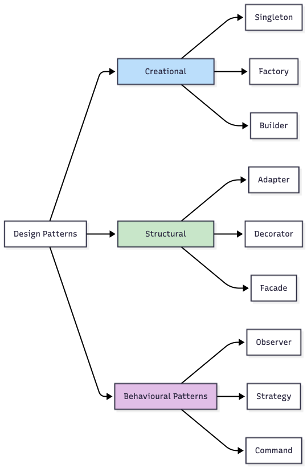 Design Patterns
Creational
Singleton
Factory
Builder
Structural
Adapter
Decorator
Facade
Behavioural Patterns
Observer
Strategy
Command